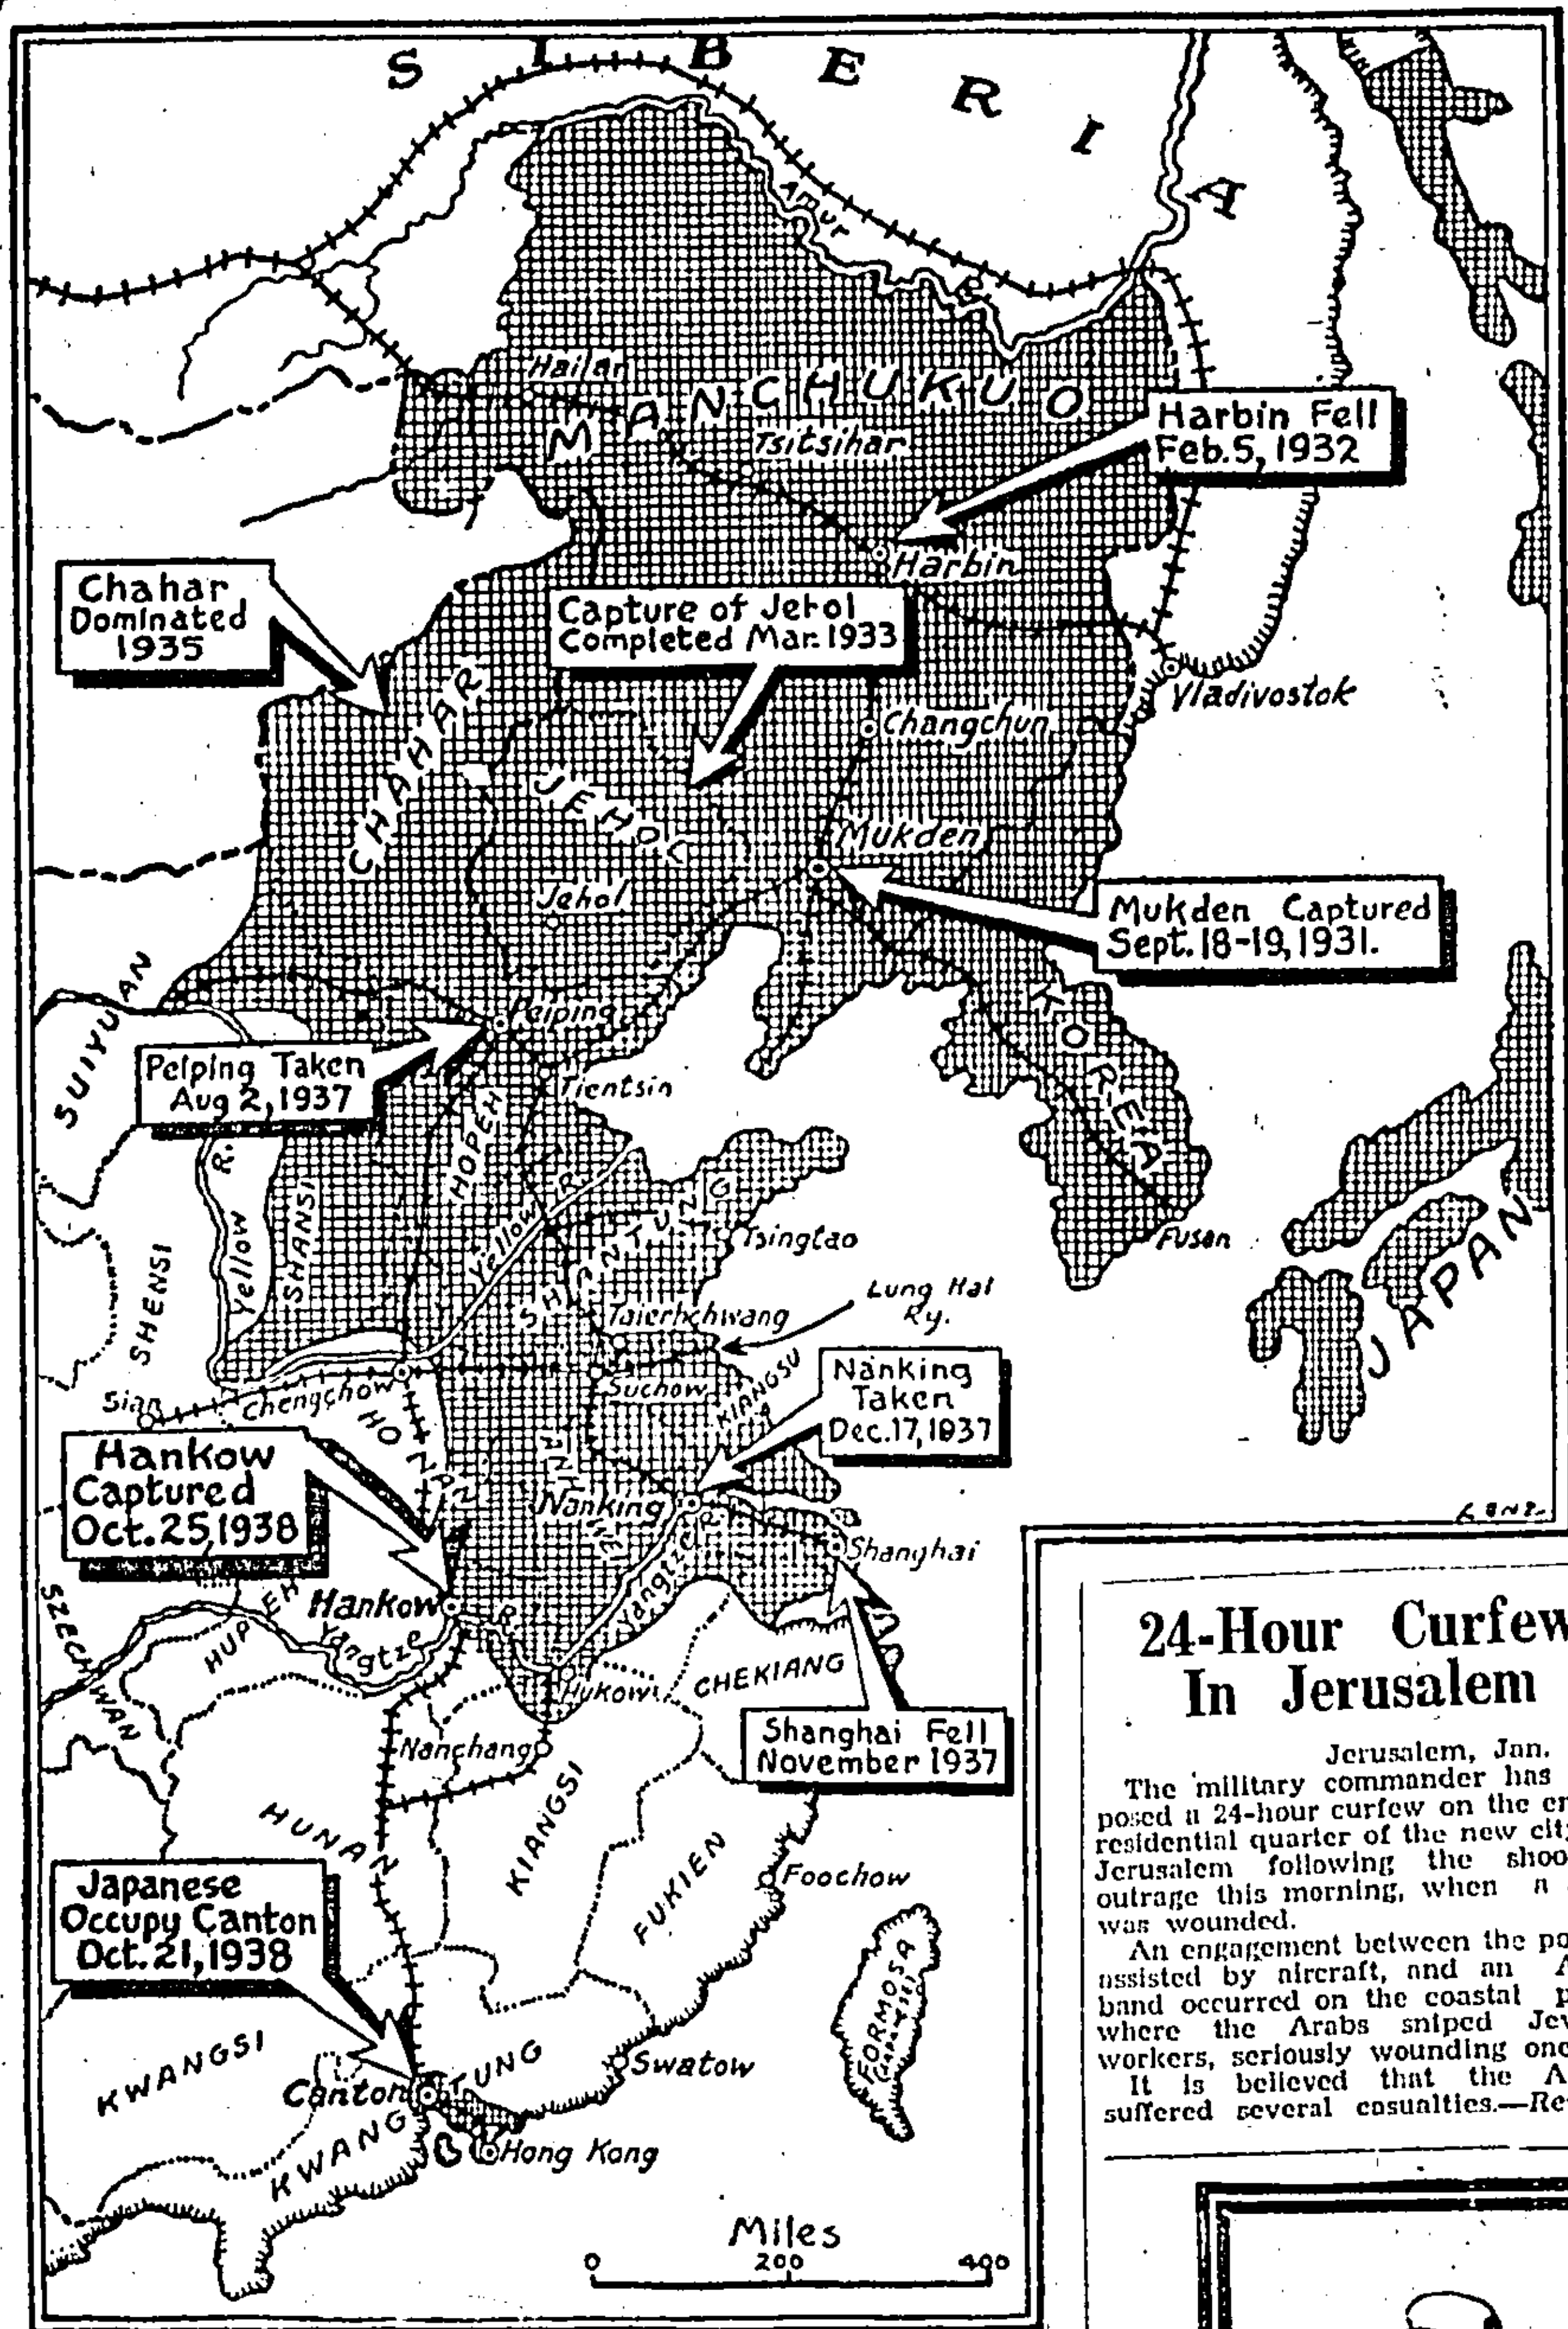 SIBERIA
Amur
R.
Hailar
MANCHUKUO
Tsitsihar
Harbin Fell
Feb. 5, 1932
Harbin
Chahar
Dominated
1935
Capture of Jehol
Completed Mar. 1933
Vladivostok
CHAHAR
Changchun
JEHOL
Mukden
Jehol
Mukden Captured
Sept. 18-19, 1931.
SUIYUAN
Peiping
KOREA
Peiping Taken
Aug 2, 1937
Tientsin
HOPEH
R.
Yellow
SHANSI
Yellow R.
SHANTUNG
Tsingtao
Fusan
JAPAN
SHENSI
Taierhchwang
Lung Hai
Ry.
Nanking
Taken
Dec. 17, 1937
Sian
Chengchow
Suchow
KIANGSU
HONAN
Hankow
Captured
Oct. 25, 1938
ANHWEI
Nanking
Shanghai
Yangtze R.
SZECHWAN
HUPEH
Hankow
Yangtze
R.
Hukow
CHEKIANG
Nanchang
Shanghai Fell
November 1937
HUNAN
KIANGSI
FUKIEN
Foochow
Japanese
Occupy Canton
Oct. 21, 1938
FORMOSA
KWANGSI
Swatow
Canton
KWANGTUNG
Hong Kong
Miles
0 200 400
24-Hour Curfew
In Jerusalem
Jerusalem, Jan.
The military commander has
posed a 24-hour curfew on the
residential quarter of the new
Jerusalem following the
outrage this morning, when a
was wounded.
An engagement between the
assisted by aircraft, and an
band occurred on the coastal
where the Arabs sniped
workers, seriously wounding
It is believed that the
suffered several casualties.—